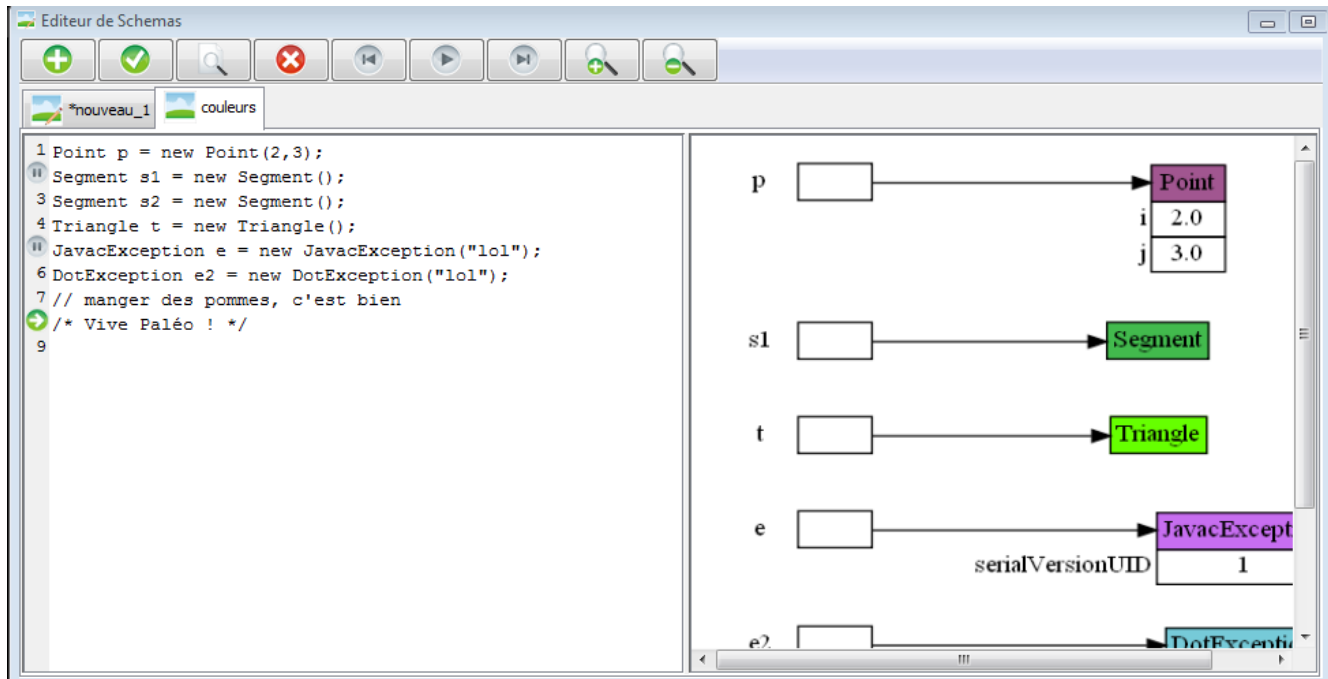 Editeur de Schemas
*nouveau_1 couleurs
1 Point p = new Point(2,3);
Segment s1 = new Segment();
3 Segment s2 = new Segment();
4 Triangle t = new Triangle();
JavacException e = new JavacException("lol");
6 DotException e2 = new DotException("lol");
7 // manger des pommes, c'est bien
/* Vive Paléo ! */
9
p Point
i 2.0
j 3.0
s1 Segment
t Triangle
e JavacExcept
serialVersionUID 1
e2 DotExceptio